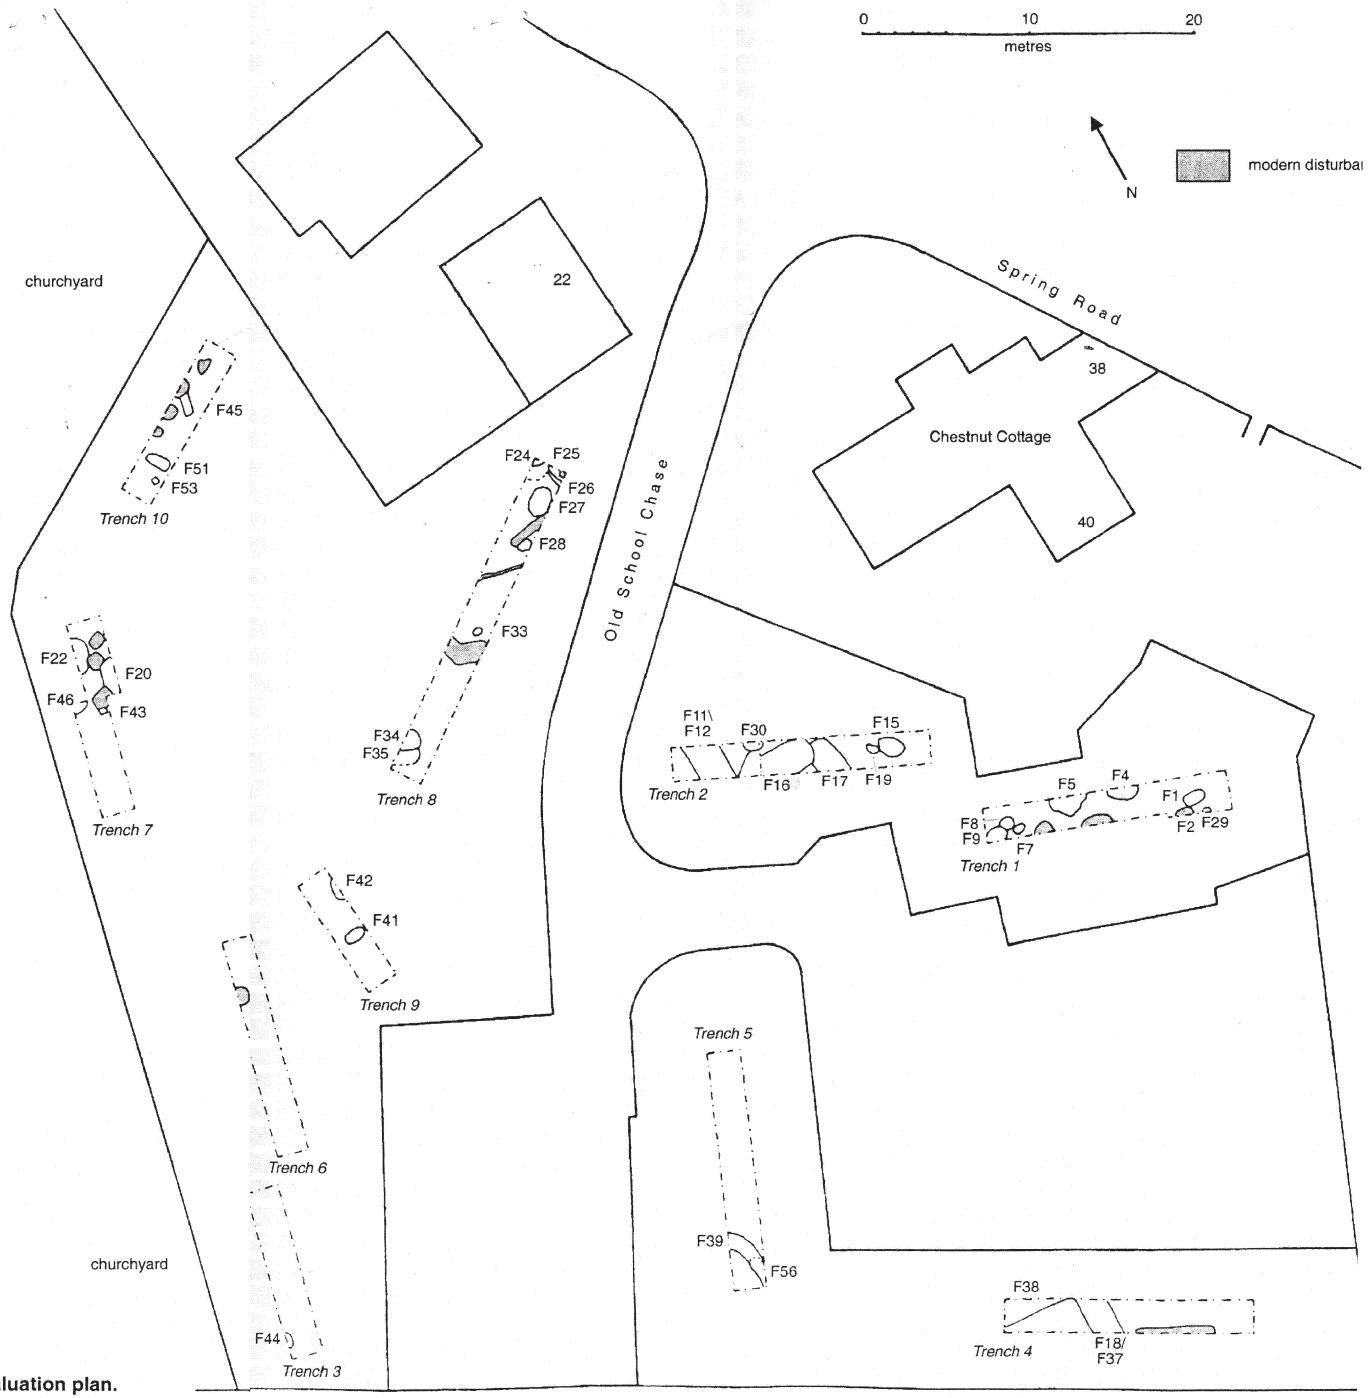 0 10 20
metres
N
modern disturbar
churchyard
22
Spring Road
38
Chestnut Cottage
40
Old School Chase
F45
F51
F53
Trench 10
F24
F25
F26
F27
F28
F33
F34
F35
Trench 8
F22
F20
F46
F43
Trench 7
F11\
F12
F30
F15
F16
F17
F19
Trench 2
F5
F4
F1
F8
F9
F7
F2
F29
Trench 1
F42
F41
Trench 9
Trench 6
Trench 5
F39
F56
churchyard
F44
Trench 3
F38
F18/
F37
Trench 4
luation plan.